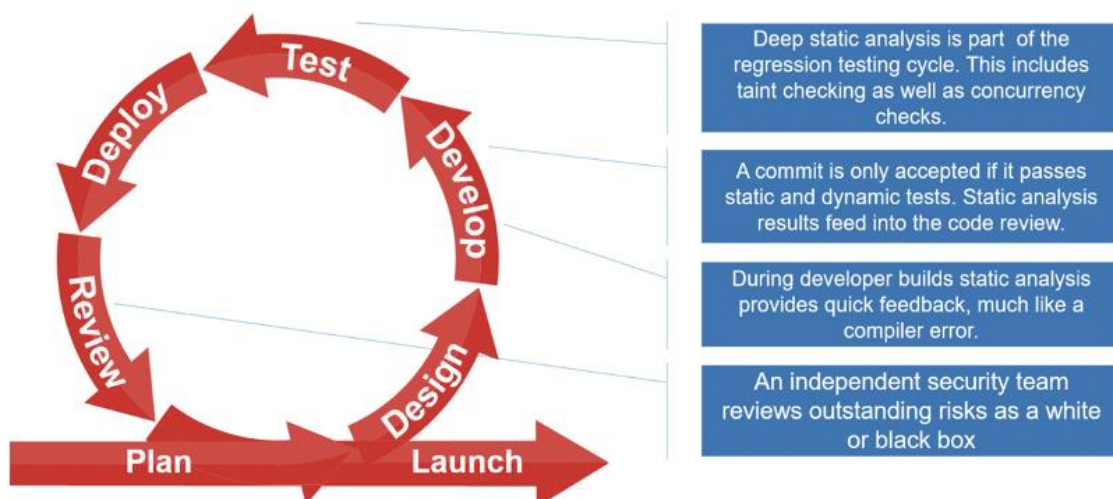 Test
Deploy
Develop
Review
Design
Plan
Launch
Deep static analysis is part of the
regression testing cycle. This includes
taint checking as well as concurrency
checks.
A commit is only accepted if it passes
static and dynamic tests. Static analysis
results feed into the code review.
During developer builds static analysis
provides quick feedback, much like a
compiler error.
An independent security team
reviews outstanding risks as a white
or black box